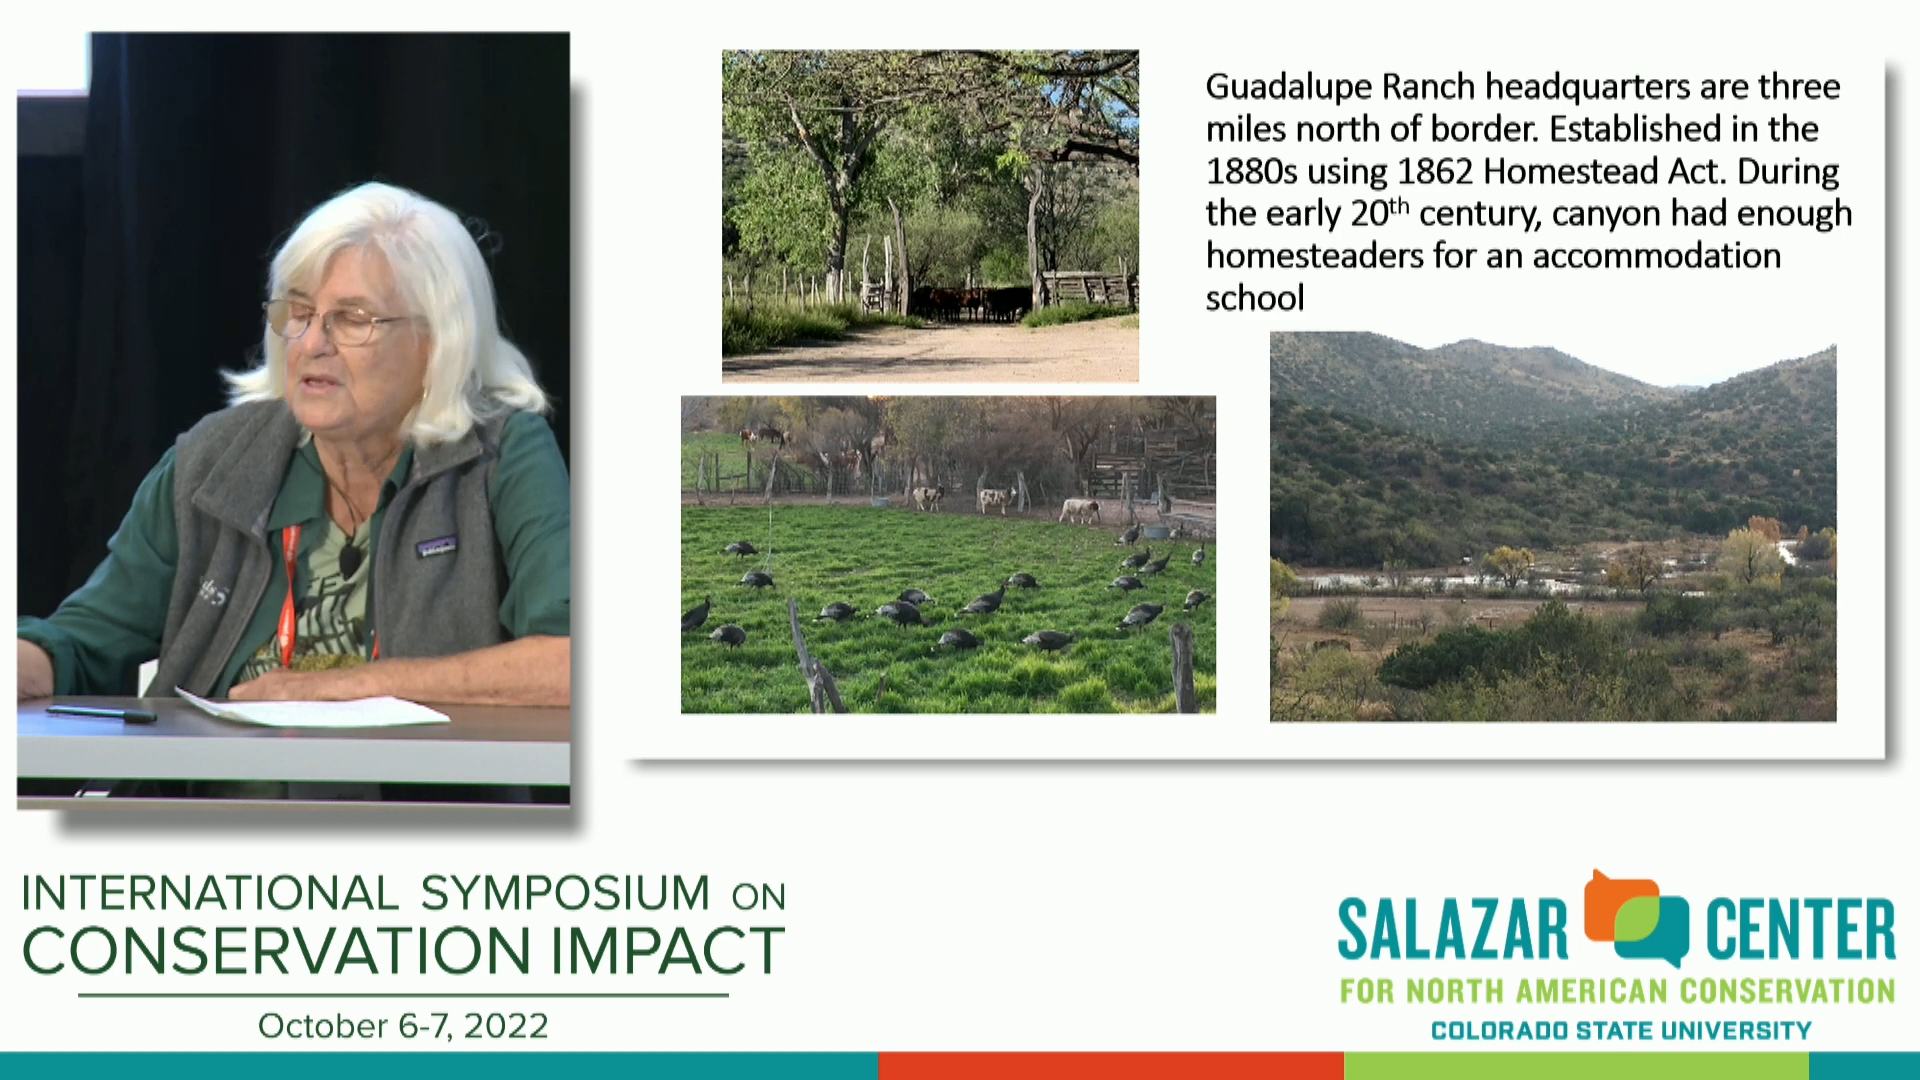 Guadalupe Ranch headquarters are three
miles north of border. Established in the
1880s using 1862 Homestead Act. During
the early 20th century, canyon had enough
homesteaders for an accommodation
school
INTERNATIONAL SYMPOSIUM ON
CONSERVATION IMPACT
October 6-7, 2022
SALAZAR CENTER
FOR NORTH AMERICAN CONSERVATION
COLORADO STATE UNIVERSITY